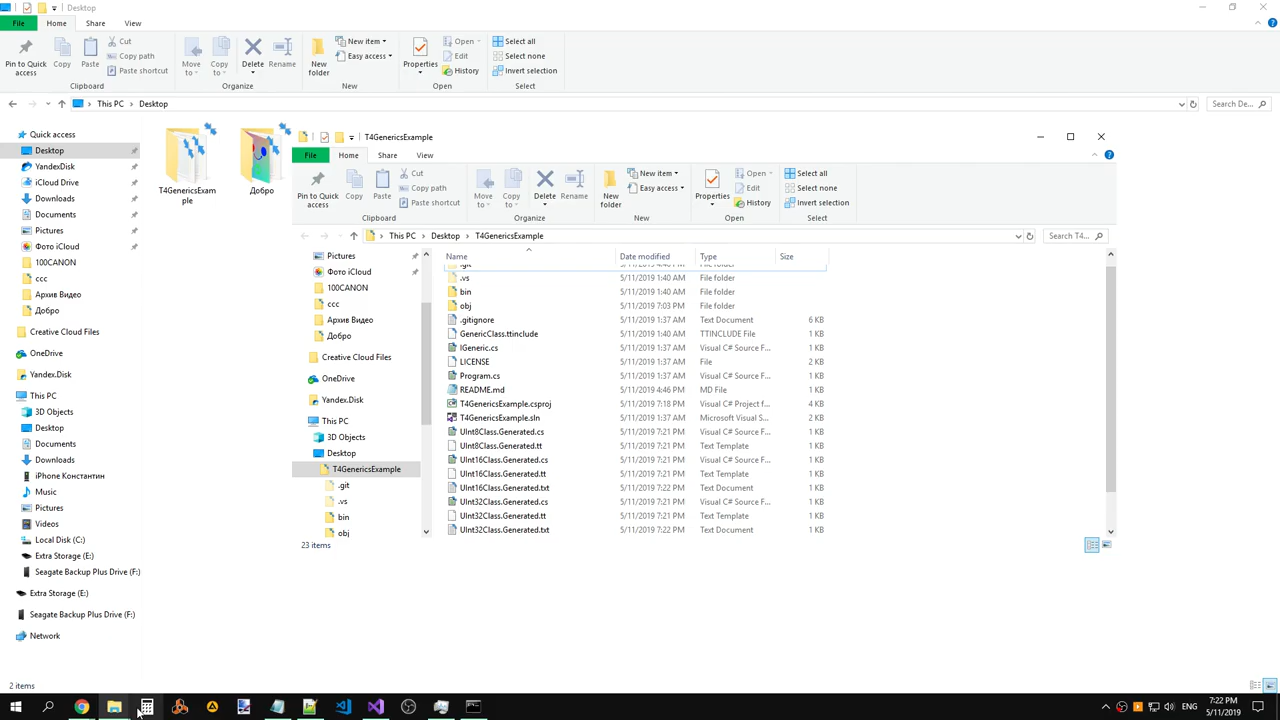 Desktop
File Home Share View
Pin to Quick access
Copy
Paste
Cut
Copy path
Paste shortcut
Clipboard
Move to
Copy to
Delete
Rename
Organize
New folder
New item
Easy access
New
Properties
Open
Edit
History
Open
Select all
Select none
Invert selection
Select
This PC Desktop
Search De...
Quick access
Desktop
YandexDisk
iCloud Drive
Downloads
Documents
Pictures
Фото iCloud
100CANON
ссс
Архив Видео
Добро
Creative Cloud Files
OneDrive
Yandex.Disk
This PC
3D Objects
Desktop
Documents
Downloads
iPhone Константин
Music
Pictures
Videos
Local Disk (C:)
Extra Storage (E:)
Seagate Backup Plus Drive (F:)
Extra Storage (E:)
Seagate Backup Plus Drive (F:)
Network
2 items
T4GenericsExam
ple
Добро
T4GenericsExample
File Home Share View
Pin to Quick access
Copy
Paste
Cut
Copy path
Paste shortcut
Clipboard
Move to
Copy to
Delete
Rename
Organize
New folder
New item
Easy access
New
Properties
Open
Edit
History
Open
Select all
Select none
Invert selection
Select
This PC Desktop T4GenericsExample
Search T4...
Pictures
Фото iCloud
100CANON
ссс
Архив Видео
Добро
Creative Cloud Files
OneDrive
Yandex.Disk
This PC
3D Objects
Desktop
T4GenericsExample
.git
.vs
bin
obj
Name Date modified Type Size
.vs 5/11/2019 1:40 AM File folder
bin 5/11/2019 1:40 AM File folder
obj 5/11/2019 7:03 PM File folder
.gitignore 5/11/2019 1:37 AM Text Document 6 KB
GenericClass.ttinclude 5/11/2019 1:40 AM TTINCLUDE File 1 KB
IGeneric.cs 5/11/2019 1:37 AM Visual C# Source F... 1 KB
LICENSE 5/11/2019 1:37 AM File 2 KB
Program.cs 5/11/2019 1:37 AM Visual C# Source F... 1 KB
README.md 5/11/2019 4:46 PM MD File 1 KB
T4GenericsExample.csproj 5/11/2019 7:18 PM Visual C# Project f... 4 KB
T4GenericsExample.sln 5/11/2019 1:37 AM Microsoft Visual S... 2 KB
UInt8Class.Generated.cs 5/11/2019 7:21 PM Visual C# Source F... 1 KB
UInt8Class.Generated.tt 5/11/2019 7:21 PM Text Template 1 KB
UInt16Class.Generated.cs 5/11/2019 7:21 PM Visual C# Source F... 1 KB
UInt16Class.Generated.tt 5/11/2019 7:21 PM Text Template 1 KB
UInt16Class.Generated.txt 5/11/2019 7:22 PM Text Document 1 KB
UInt32Class.Generated.cs 5/11/2019 7:21 PM Visual C# Source F... 1 KB
UInt32Class.Generated.tt 5/11/2019 7:21 PM Text Template 1 KB
UInt32Class.Generated.txt 5/11/2019 7:22 PM Text Document 1 KB
23 items
ENG
7:22 PM
5/11/2019